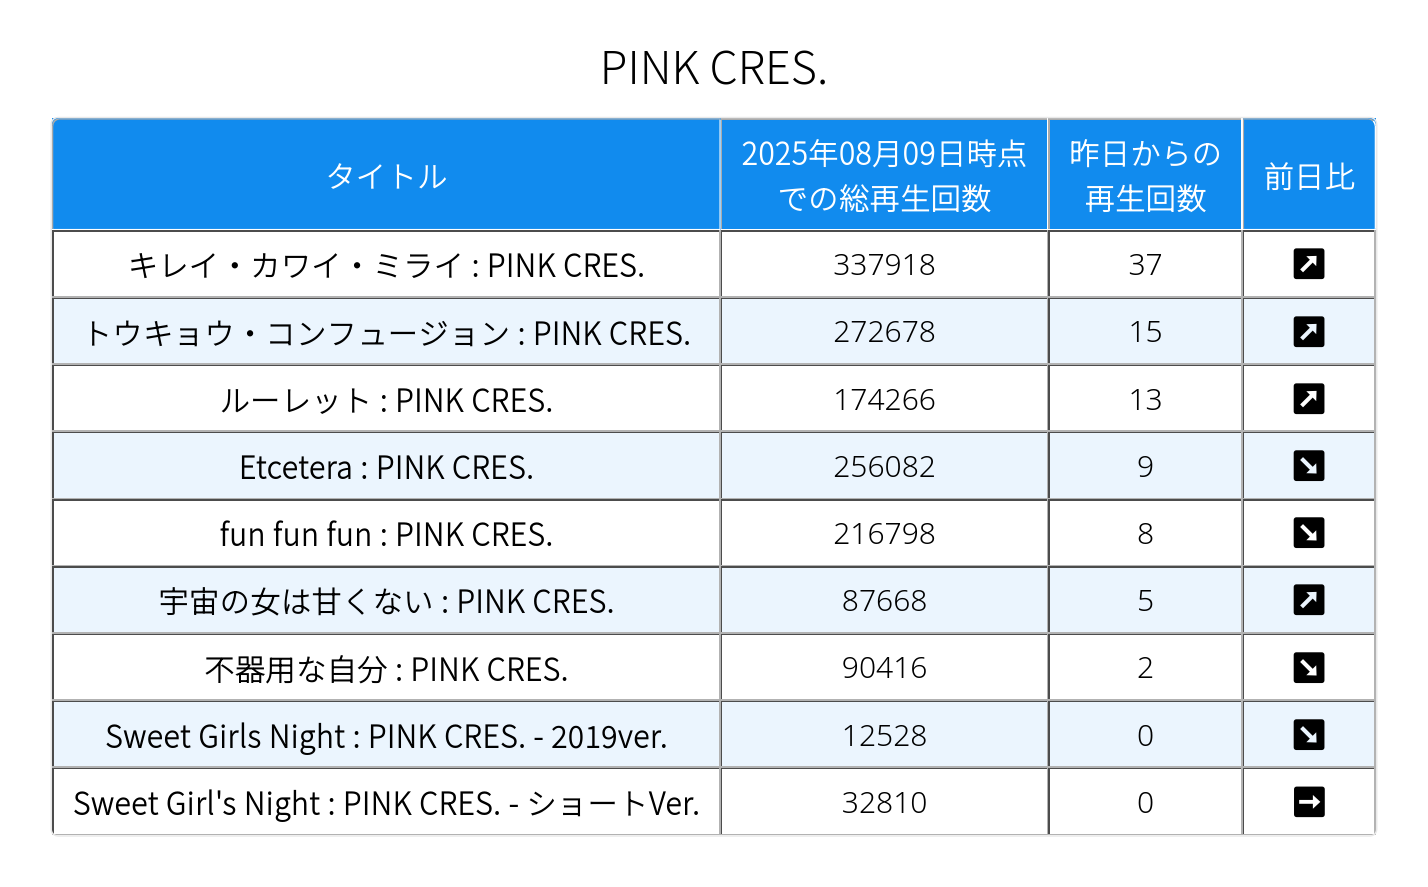 PINK CRES.
タイトル
2025年08月09日時点
での総再生回数
昨日からの
再生回数
前日比
キレイ・カワイ・ミライ : PINK CRES. 337918 37 ↗
トウキョウ・コンフュージョン : PINK CRES. 272678 15 ↗
ルーレット : PINK CRES. 174266 13 ↗
Etcetera : PINK CRES. 256082 9 ↘
fun fun fun : PINK CRES. 216798 8 ↘
宇宙の女は甘くない : PINK CRES. 87668 5 ↗
不器用な自分 : PINK CRES. 90416 2 ↘
Sweet Girls Night : PINK CRES. - 2019ver. 12528 0 ↘
Sweet Girl's Night : PINK CRES. - ショートVer. 32810 0 →